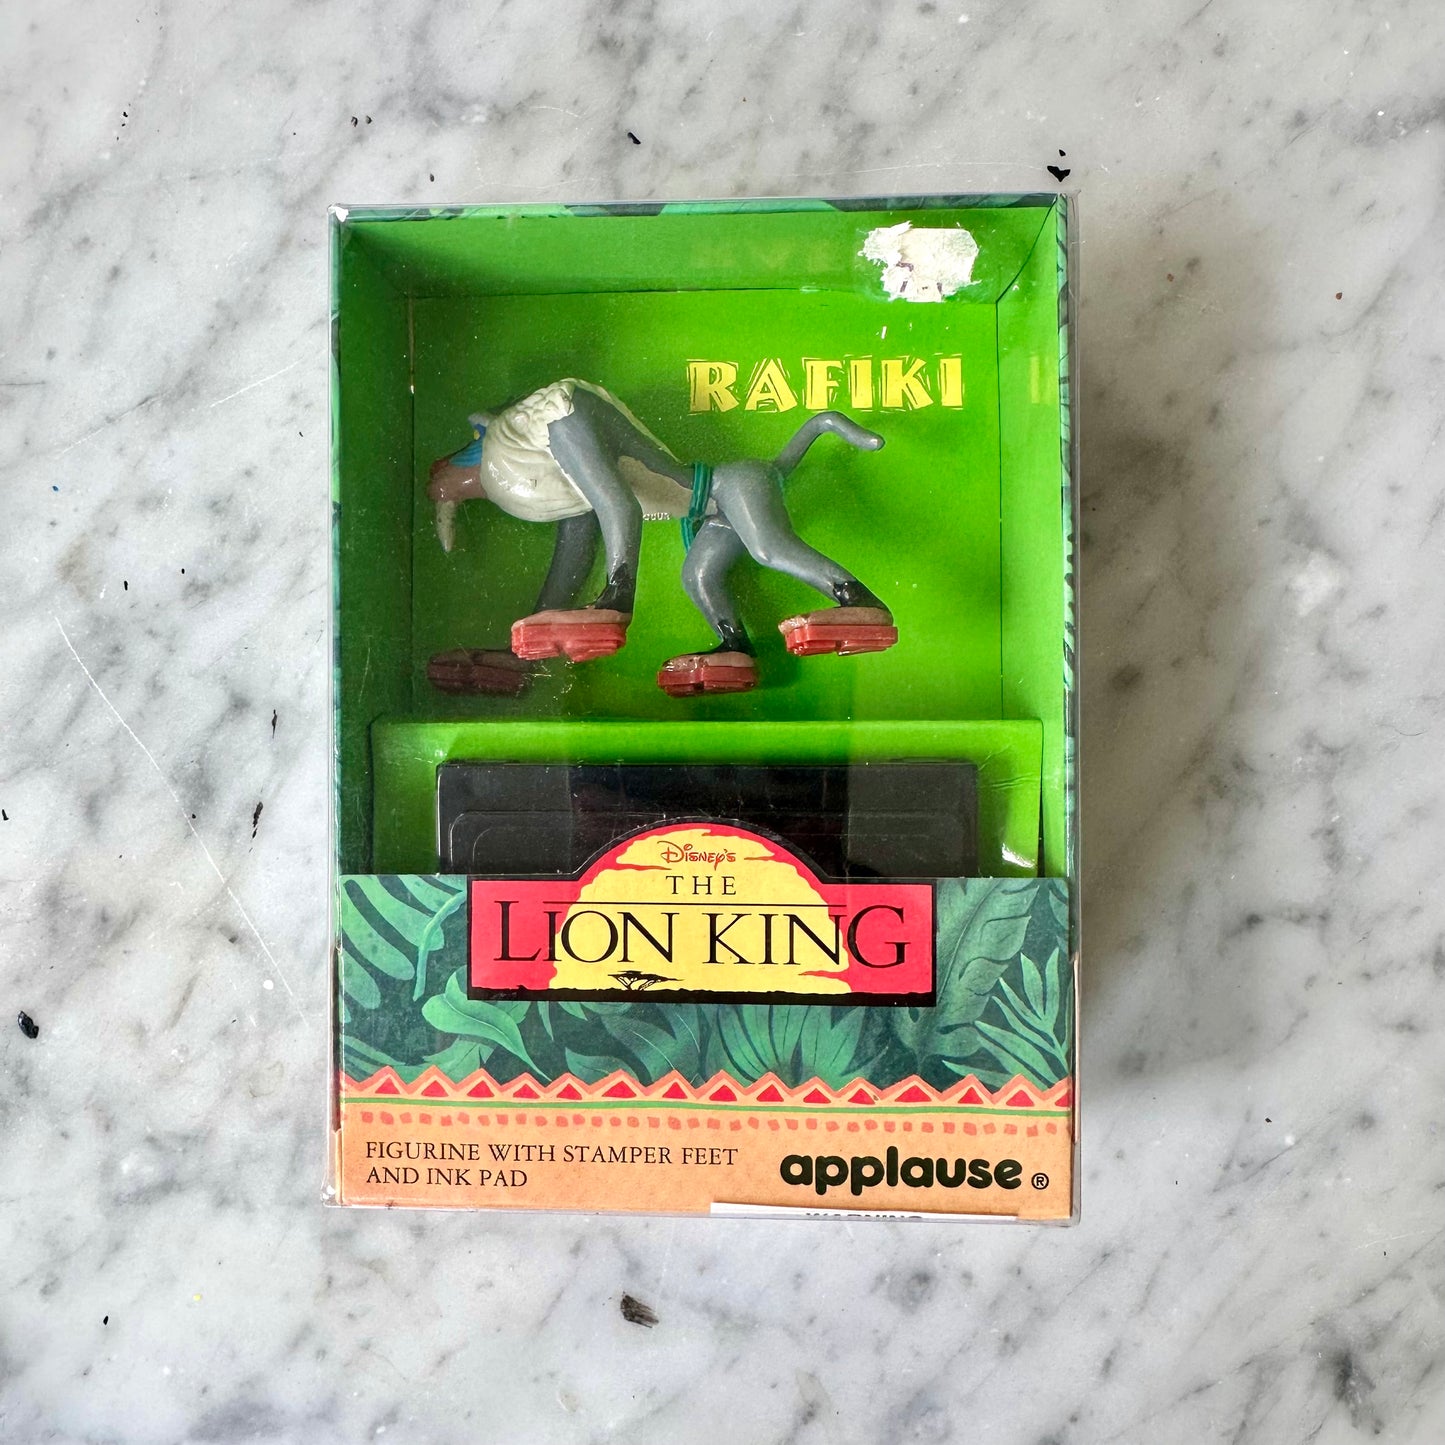 RAFIKI
Disney's
THE
LION KING
FIGURINE WITH STAMPER FEET
AND INK PAD
applause®